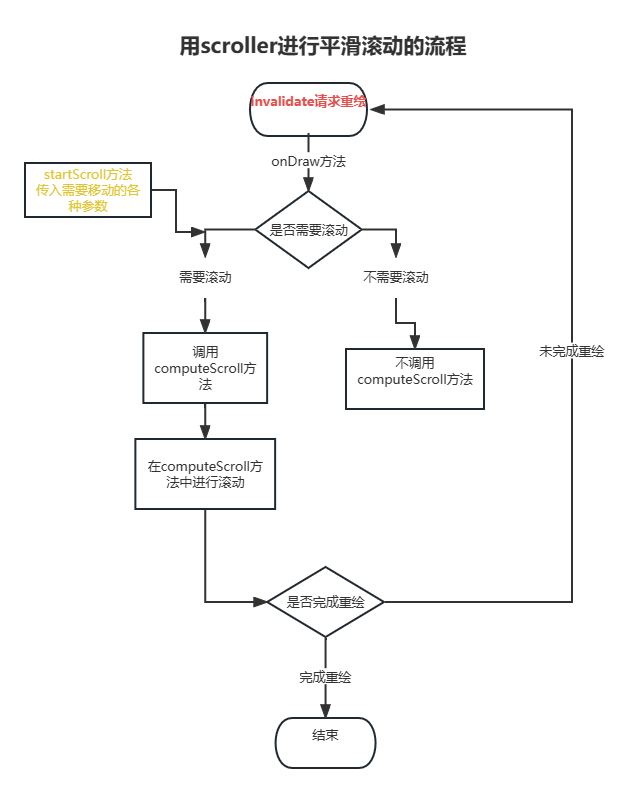 用scroller进行平滑滚动的流程
Invalidate请求重绘
onDraw方法
startScroll方法
传入需要移动的各
种参数
是否需要滚动
需要滚动
不需要滚动
调用
computeScroll方
法
不调用
computeScroll方法
未完成重绘
在computeScroll方
法中进行滚动
是否完成重绘
完成重绘
结束